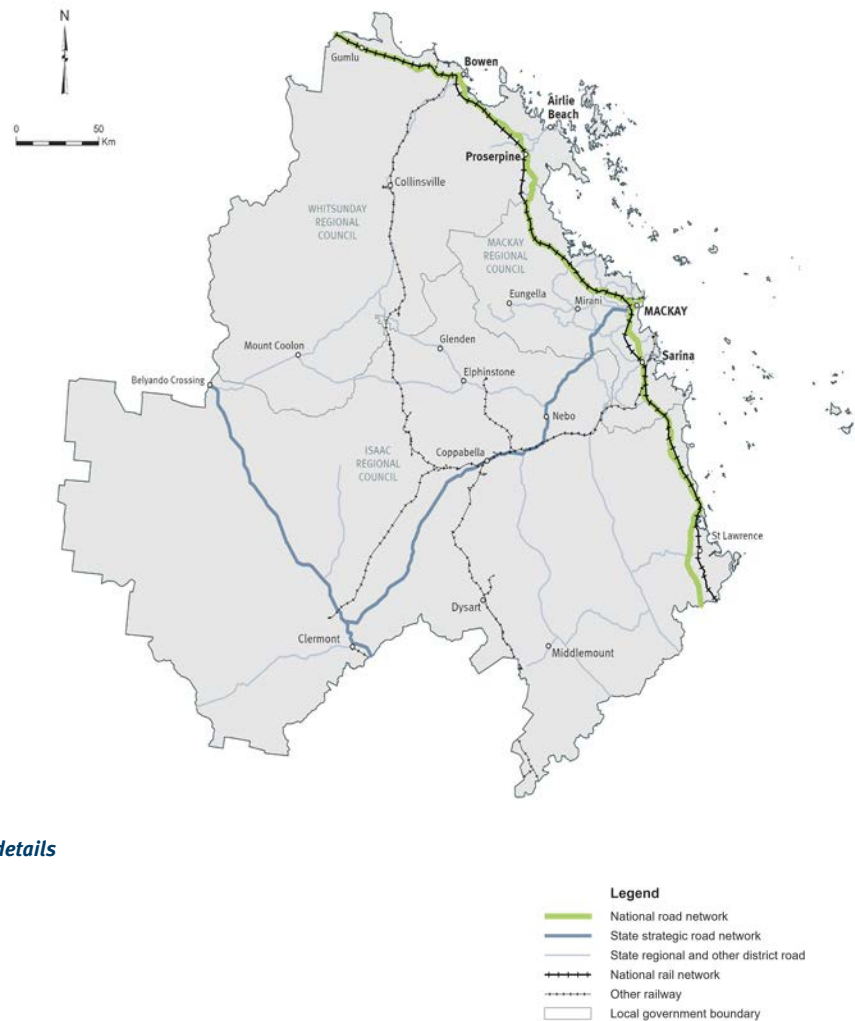 N
0
50
Km
Gumlu
Bowen
Airlie
Beach
Proserpine
Collinsville
WHITSUNDAY
REGIONAL
COUNCIL
MACKAY
REGIONAL
COUNCIL
Eungella
Mirani
MACKAY
Glenden
Mount Coolon
Sarina
Elphinstone
Belyando Crossing
Nebo
ISAAC
REGIONAL
COUNCIL
Coppabella
St Lawrence
Dysart
Clermont
Middlemount
details
Legend
National road network
State strategic road network
State regional and other district road
National rail network
Other railway
Local government boundary